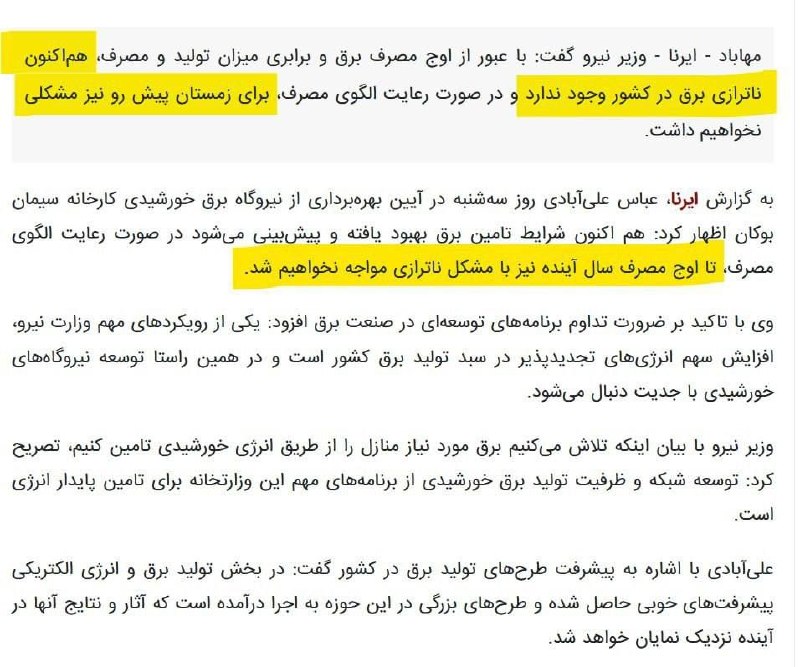 مهاباد - ایرنا - وزیر نیرو گفت: با عبور از اوج مصرف برق و برابری میزان تولید و مصرف، هم‌اکنون
ناترازی برق در کشور وجود ندارد و در صورت رعایت الگوی مصرف، برای زمستان پیش رو نیز مشکلی
نخواهیم داشت.
به گزارش ایرنا، عباس علی‌آبادی روز سه‌شنبه در آیین بهره‌برداری از نیروگاه برق خورشیدی کارخانه سیمان
بوکان اظهار کرد: هم اکنون شرایط تامین برق بهبود یافته و پیش‌بینی می‌شود در صورت رعایت الگوی
مصرف، تا اوج مصرف سال آینده نیز با مشکل ناترازی مواجه نخواهیم شد.
وی با تاکید بر ضرورت تداوم برنامه‌های توسعه‌ای در صنعت برق افزود: یکی از رویکردهای مهم وزارت نیرو،
افزایش سهم انرژی‌های تجدیدپذیر در سبد تولید برق کشور است و در همین راستا توسعه نیروگاه‌های
خورشیدی با جدیت دنبال می‌شود.
وزیر نیرو با بیان اینکه تلاش می‌کنیم برق مورد نیاز منازل را از طریق انرژی خورشیدی تامین کنیم، تصریح
کرد: توسعه شبکه و ظرفیت تولید برق خورشیدی از برنامه‌های مهم این وزارتخانه برای تامین پایدار انرژی
است.
علی‌آبادی با اشاره به پیشرفت طرح‌های تولید برق در کشور گفت: در بخش تولید برق و انرژی الکتریکی
پیشرفت‌های خوبی حاصل شده و طرح‌های بزرگی در این حوزه به اجرا درآمده است که آثار و نتایج آنها در
آینده نزدیک نمایان خواهد شد.